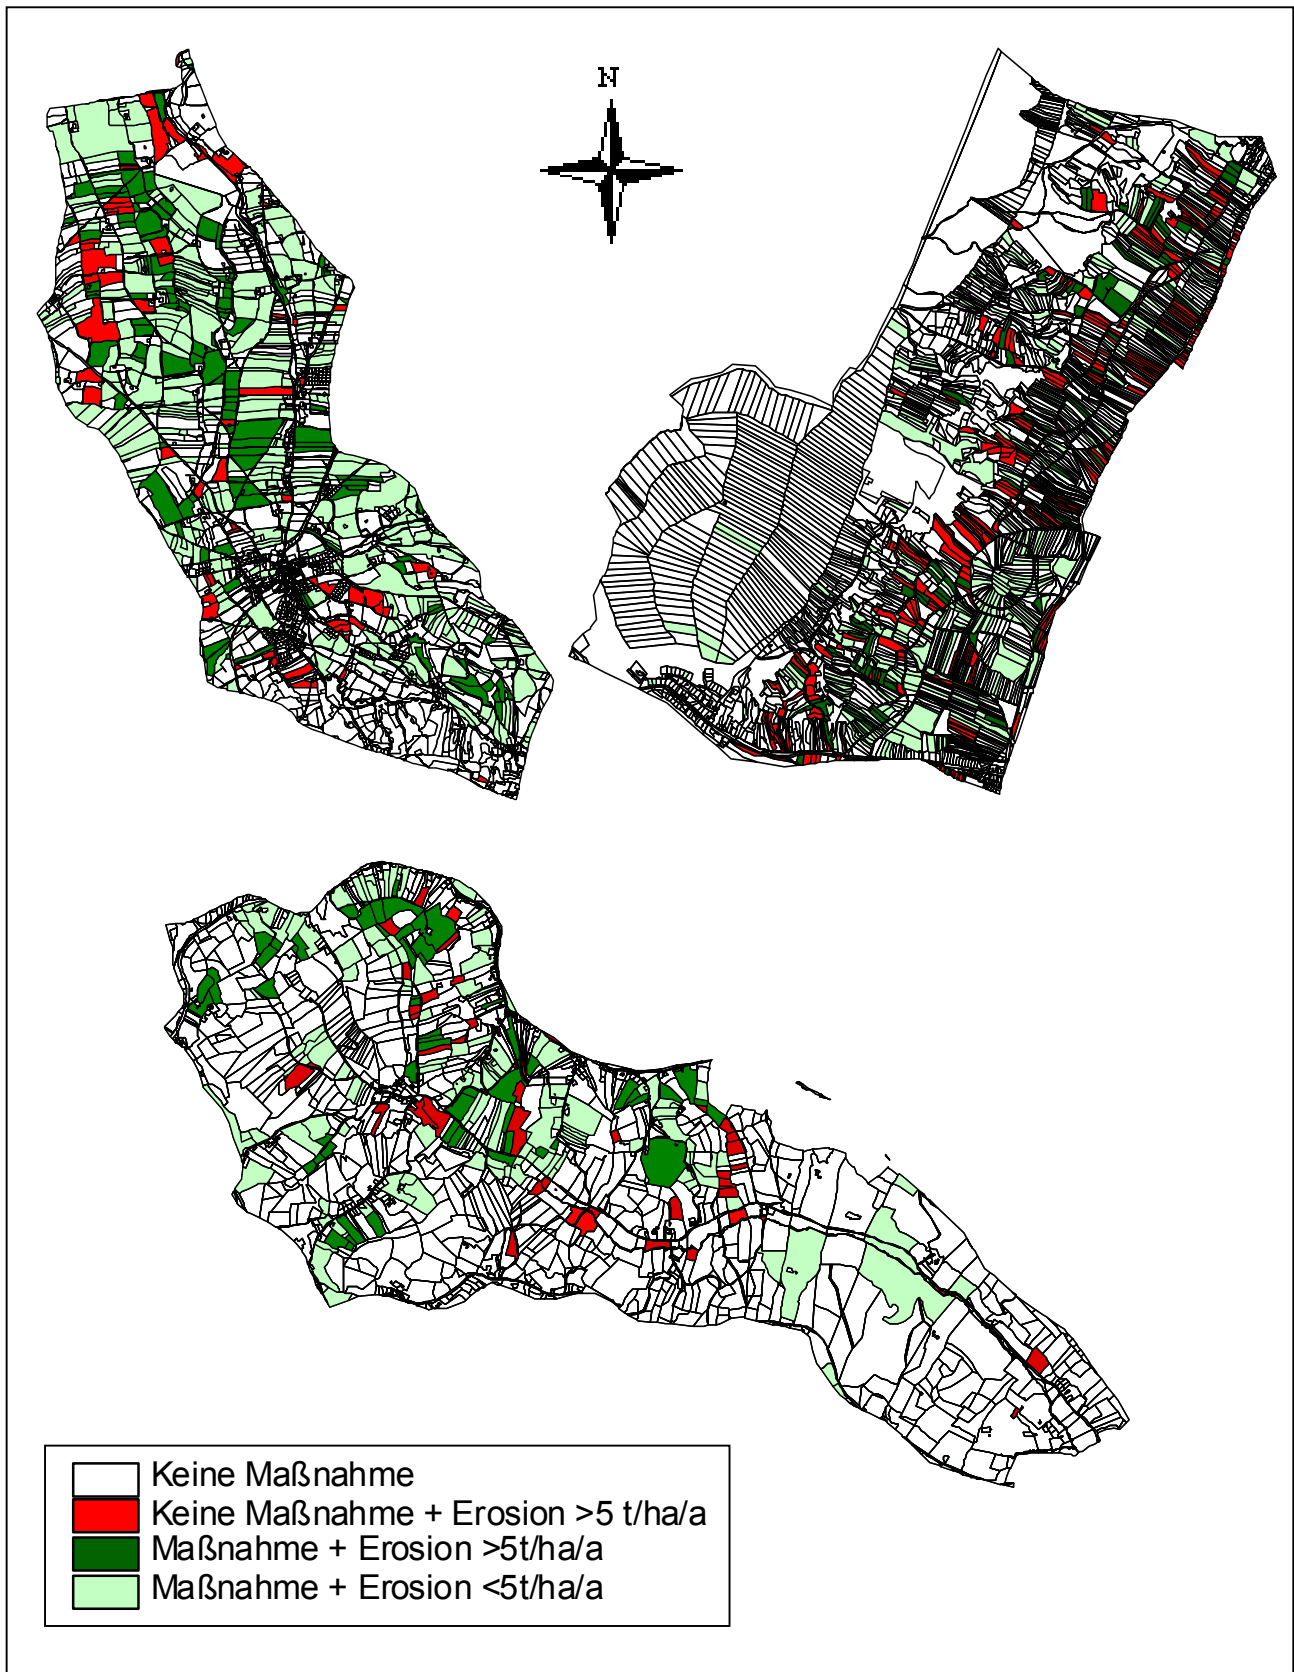 N
Keine Maßnahme
Keine Maßnahme + Erosion >5 t/ha/a
Maßnahme + Erosion >5t/ha/a
Maßnahme + Erosion <5t/ha/a